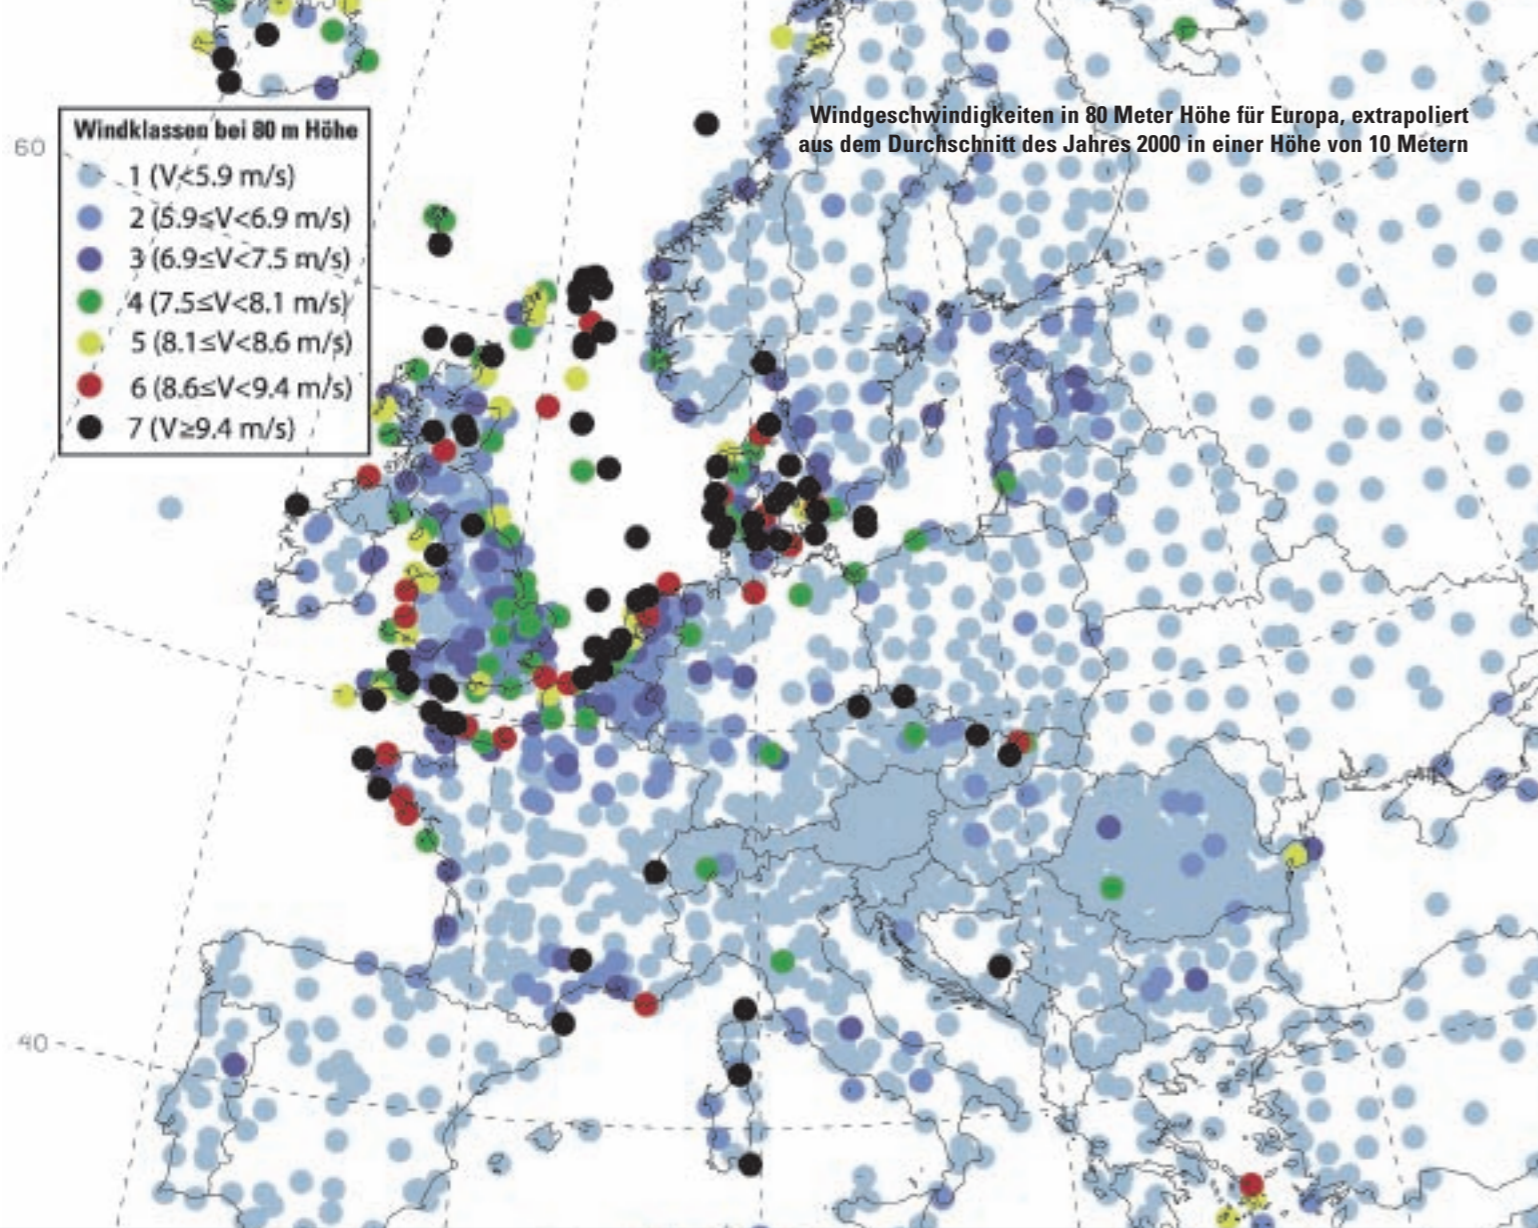 Windgeschwindigkeiten in 80 Meter Höhe für Europa, extrapoliert
aus dem Durchschnitt des Jahres 2000 in einer Höhe von 10 Metern
60
Windklassen bei 80 m Höhe
1 (V<5.9 m/s)
2 (5.9≤V<6.9 m/s)
3 (6.9≤V<7.5 m/s)
4 (7.5≤V<8.1 m/s)
5 (8.1≤V<8.6 m/s)
6 (8.6≤V<9.4 m/s)
7 (V≥9.4 m/s)
40